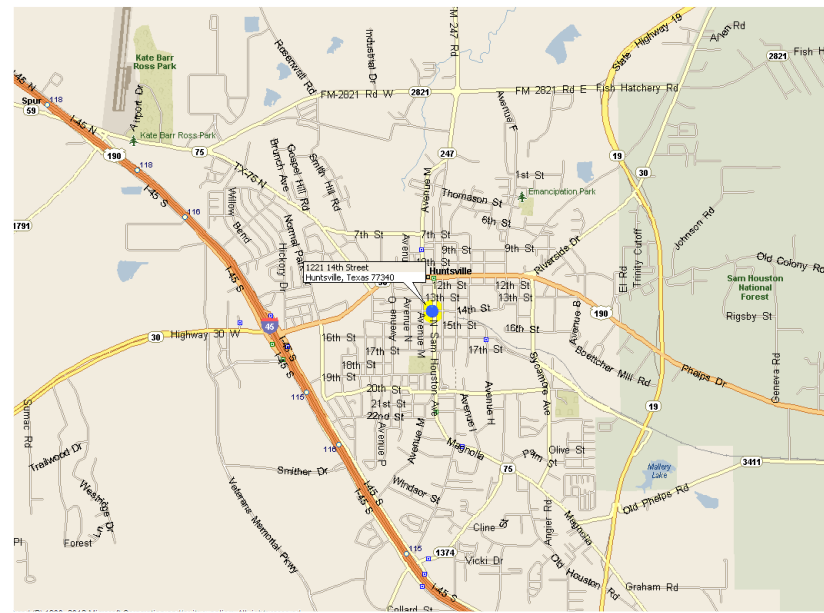 Kate Barr
Ross Park
Rosenwall Rd
Industrial Dr
FM 247 Rd
State Highway 19
Allen Rd
2821
Fish H
I-45 N
118
Spur
59
Airport Dr
FM-2821 Rd W
2821
FM 2821 Rd E
Fish Hatchery Rd
Avenue F
I-45 N
Kate Barr Ross Park
190
75
118
TX-75 N
Brunch Ave
Gospel Hill Rd
Smith Hill Rd
247
Avenue M
1st St
Emancipation Park
Thomason St
6th St
19
30
I-45 S
Willow
Bend
116
1791
Normal Park
Hickory Dr
7th St
7th St
9th St
9th St
Riverside Dr
Trinity Cutoff
El Rd
Johnson Rd
Old Colony Rd
1221 14th Street
Huntsville, Texas 77340
Huntsville
12th St
12th St
13th St
13th St
14th St
Sam Houston
National
Forest
Rigsby St
I-45 S
45
30
Highway 30 W
Avenue O
Avenue N
Avenue M
N Sam Houston Ave
15th St
16th St
16th St
17th St
17th St
18th St
19th St
20th St
21st St
22nd St
Avenue B
190
Boettcher Mill Rd
Phelps Dr
Geneva Rd
Sycamore Ave
19
I-45 S
115
Sumac Rd
Avenue P
Avenue M
Avenue I
Avenue H
Magnolia
75
Palm St
Olive St
Mallery
Lake
3411
Trailwood Dr
Westridge Dr
Smither Dr
116
Veterans Memorial Pkwy
I-45 S
Windsor St
Angier Rd
Magnolia
Old Phelps Rd
Pl
Forest
Ln
Cline
St
115
1374
Vicki Dr
Old Houston Rd
Graham Rd
I-45 S
Collard St